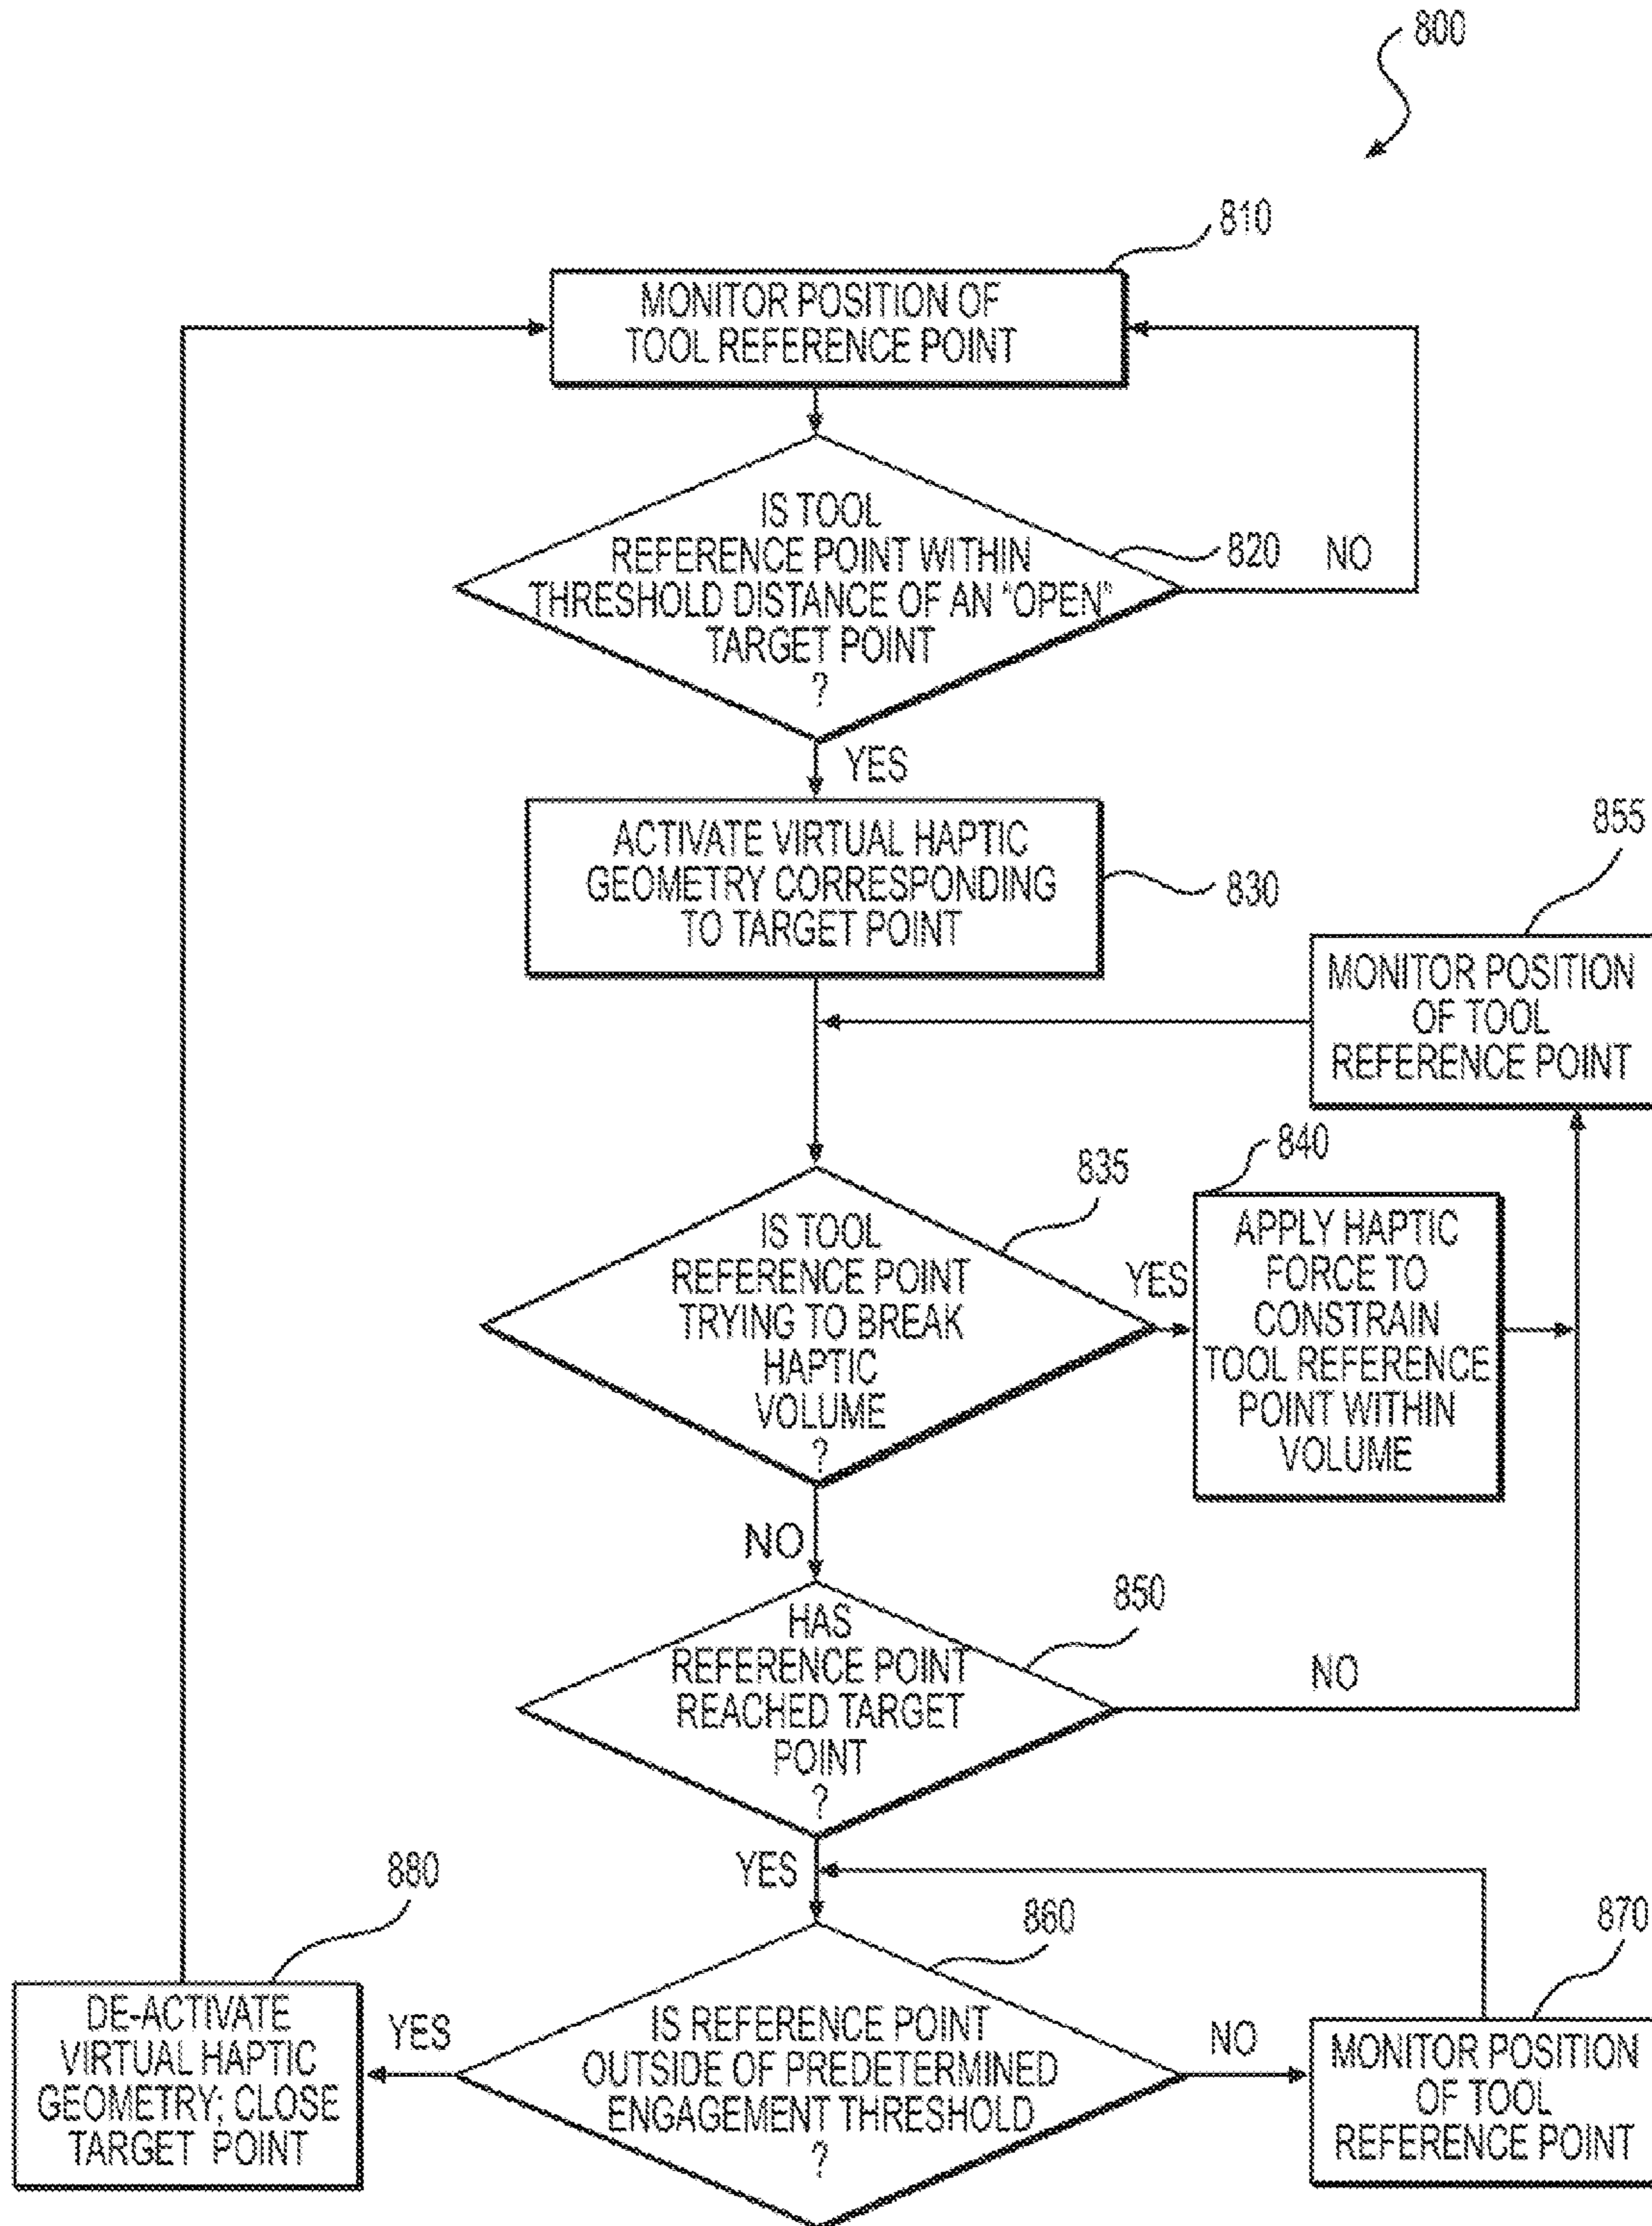 800
810
MONITOR POSITION OF
TOOL REFERENCE POINT
IS TOOL
REFERENCE POINT WITHIN
THRESHOLD DISTANCE OF AN "OPEN"
TARGET POINT
?
820
NO
YES
ACTIVATE VIRTUAL HAPTIC
GEOMETRY CORRESPONDING
TO TARGET POINT
830
855
MONITOR POSITION
OF TOOL
REFERENCE POINT
835
IS TOOL
REFERENCE POINT
TRYING TO BREAK
HAPTIC
VOLUME
?
YES
840
APPLY HAPTIC
FORCE TO
CONSTRAIN
TOOL REFERENCE
POINT WITHIN
VOLUME
NO
850
HAS
REFERENCE POINT
REACHED TARGET
POINT
?
NO
YES
860
IS REFERENCE POINT
OUTSIDE OF PREDETERMINED
ENGAGEMENT THRESHOLD
?
NO
870
MONITOR POSITION
OF TOOL
REFERENCE POINT
YES
880
DE-ACTIVATE
VIRTUAL HAPTIC
GEOMETRY; CLOSE
TARGET POINT